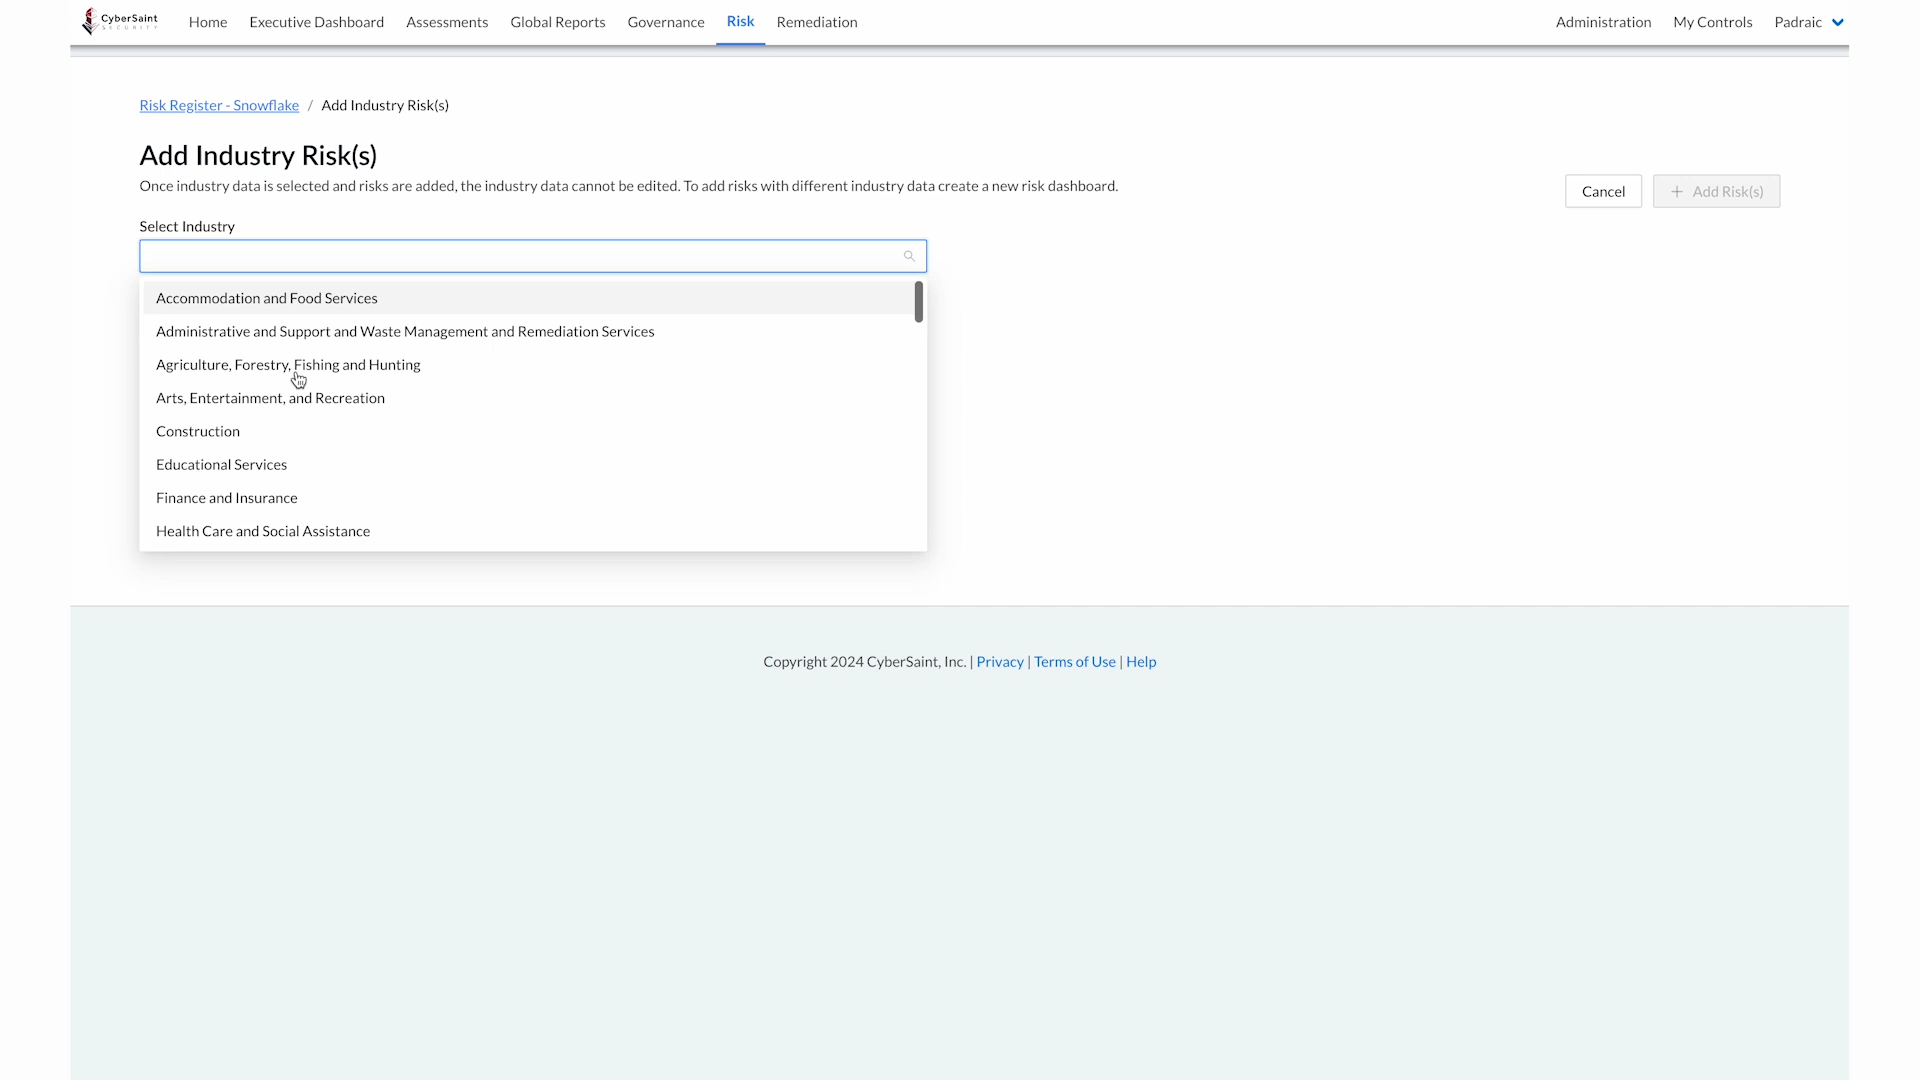 CyberSaint
SECURITY
Home Executive Dashboard Assessments Global Reports Governance Risk Remediation Administration My Controls Padraic
Risk Register - Snowflake / Add Industry Risk(s)
Add Industry Risk(s)
Once industry data is selected and risks are added, the industry data cannot be edited. To add risks with different industry data create a new risk dashboard.
Cancel + Add Risk(s)
Select Industry
Accommodation and Food Services
Administrative and Support and Waste Management and Remediation Services
Agriculture, Forestry, Fishing and Hunting
Arts, Entertainment, and Recreation
Construction
Educational Services
Finance and Insurance
Health Care and Social Assistance
Copyright 2024 CyberSaint, Inc. | Privacy | Terms of Use | Help